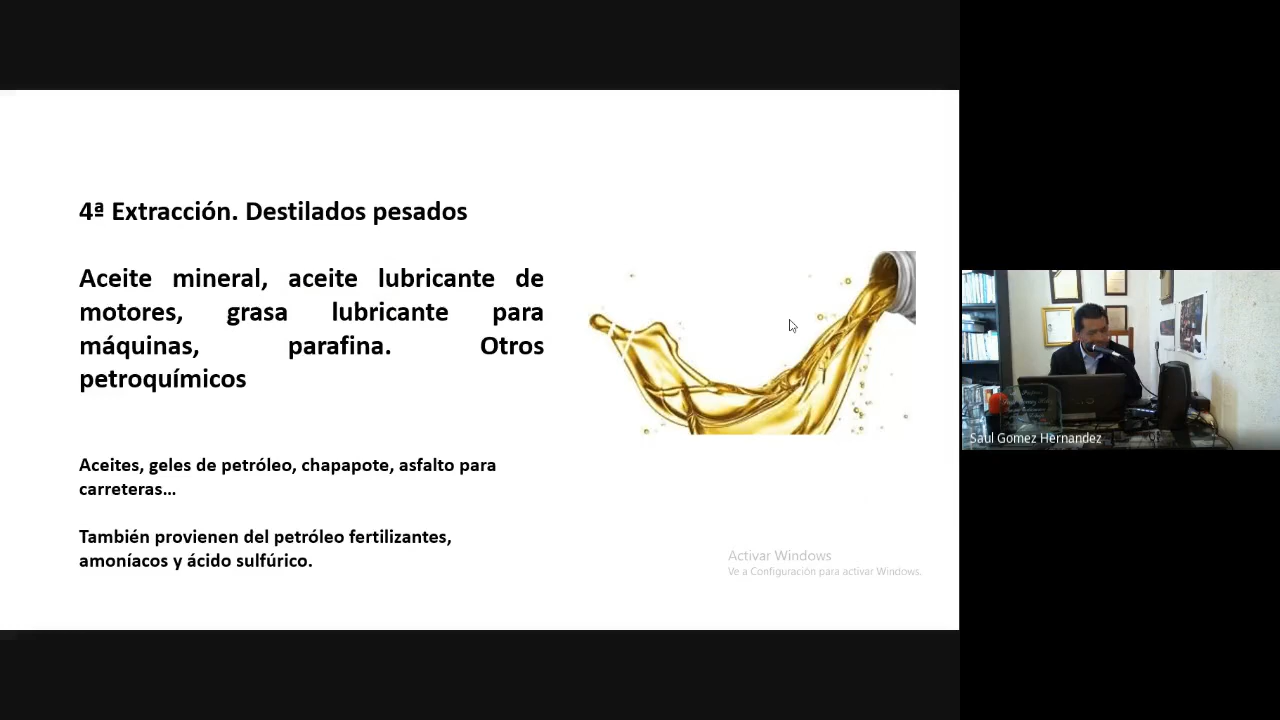 4ª Extracción. Destilados pesados
Aceite mineral, aceite lubricante de
motores, grasa lubricante para
máquinas, parafina. Otros
petroquímicos
Aceites, geles de petróleo, chapapote, asfalto para
carreteras...
También provienen del petróleo fertilizantes,
amoníacos y ácido sulfúrico.
Activar Windows
Ve a Configuración para activar Windows.
Saul Gomez Hernandez